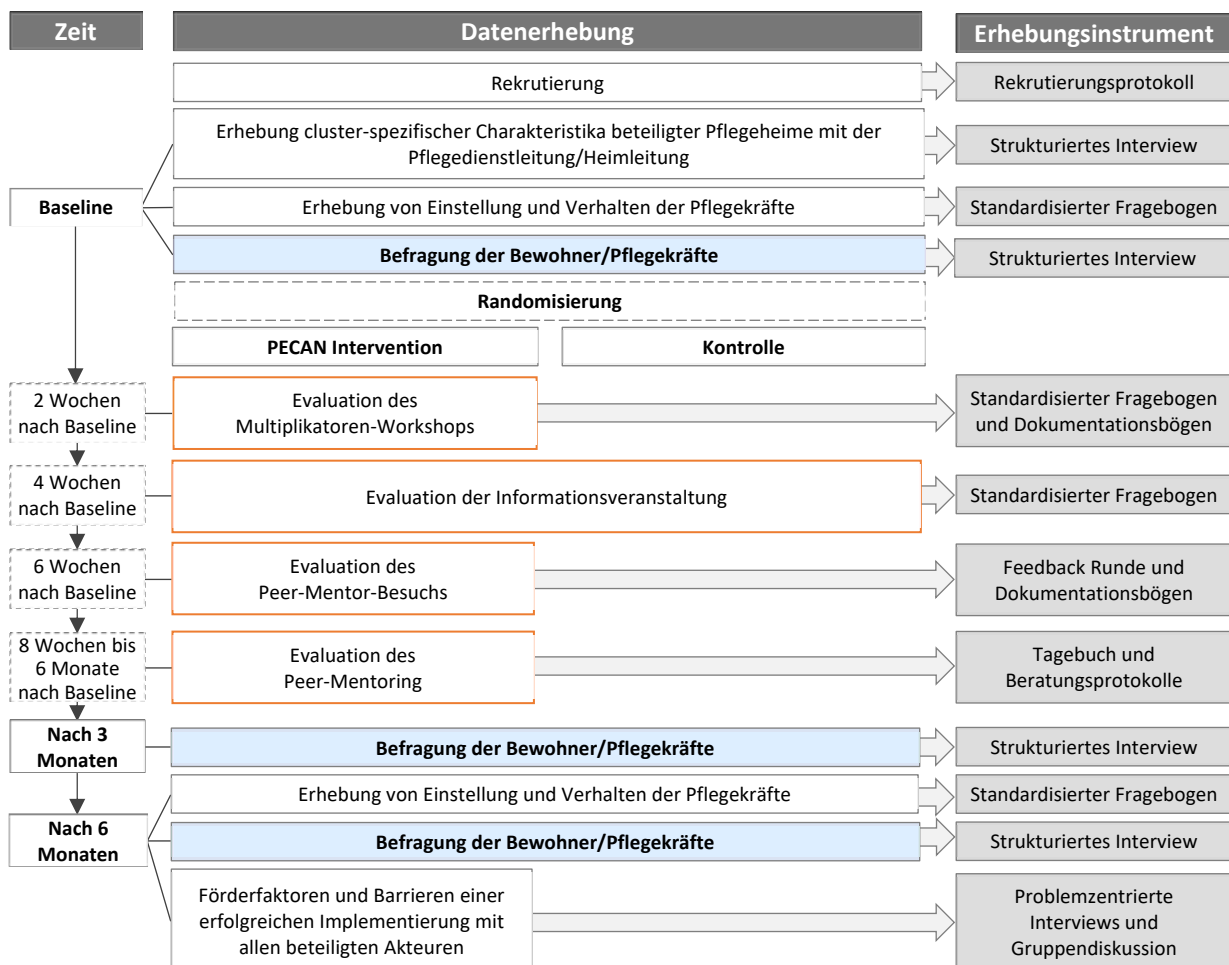 Zeit
Datenerhebung
Erhebungsinstrument
Rekrutierung
Rekrutierungsprotokoll
Erhebung cluster-spezifischer Charakteristika beteiligter Pflegeheime mit der
Pflegedienstleitung/Heimleitung
Strukturiertes Interview
Baseline
Erhebung von Einstellung und Verhalten der Pflegekräfte
Standardisierter Fragebogen
Befragung der Bewohner/Pflegekräfte
Strukturiertes Interview
Randomisierung
PECAN Intervention
Kontrolle
2 Wochen
nach Baseline
Evaluation des
Multiplikatoren-Workshops
Standardisierter Fragebogen
und Dokumentationsbögen
4 Wochen
nach Baseline
Evaluation der Informationsveranstaltung
Standardisierter Fragebogen
6 Wochen
nach Baseline
Evaluation des
Peer-Mentor-Besuchs
Feedback Runde und
Dokumentationsbögen
8 Wochen bis
6 Monate
nach Baseline
Evaluation des
Peer-Mentoring
Tagebuch und
Beratungsprotokolle
Nach 3
Monaten
Befragung der Bewohner/Pflegekräfte
Strukturiertes Interview
Nach 6
Monaten
Erhebung von Einstellung und Verhalten der Pflegekräfte
Standardisierter Fragebogen
Befragung der Bewohner/Pflegekräfte
Strukturiertes Interview
Förderfaktoren und Barrieren einer
erfolgreichen Implementierung mit
allen beteiligten Akteuren
Problemzentrierte
Interviews und
Gruppendiskussion